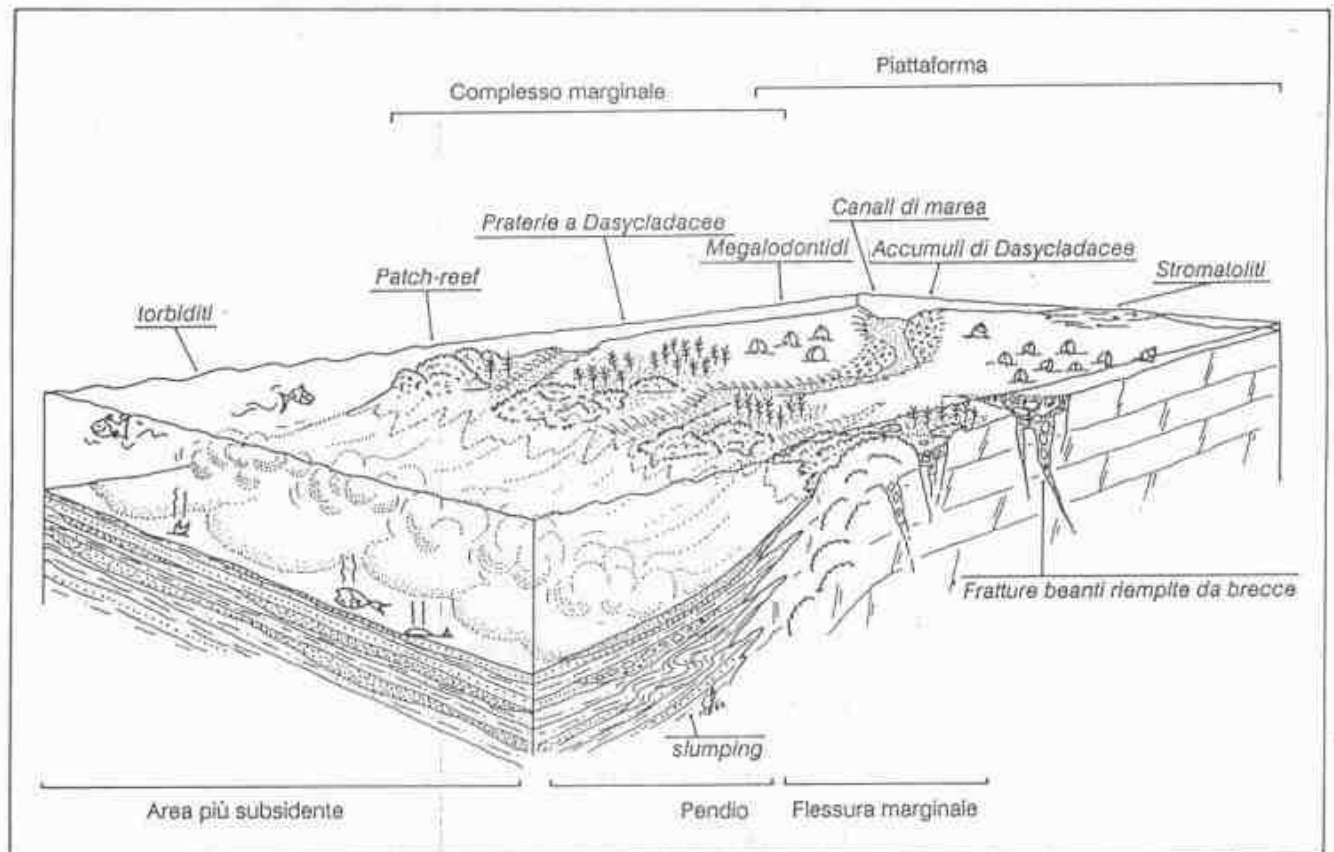 Piattaforma
Complesso marginale
Canali di marea
Praterie a Dasycladacee
Megalodontidi
Accumuli di Dasycladacee
Patch-reef
Stromatoliti
torbiditi
Fratture beanti riempite da brecce
slumping
Area più subsidente
Pendio
Flessura marginale